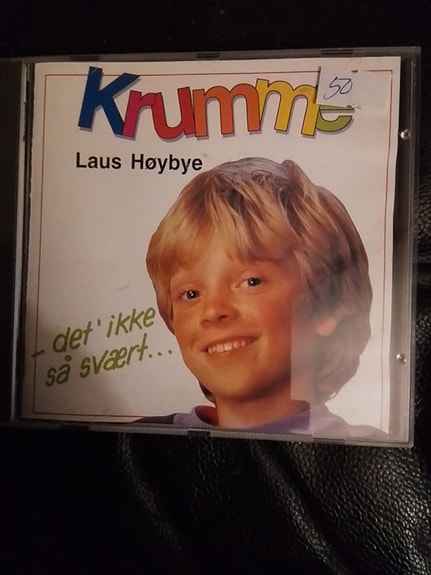 Krumme
50
Laus Høybye
- det' ikke
så svært...